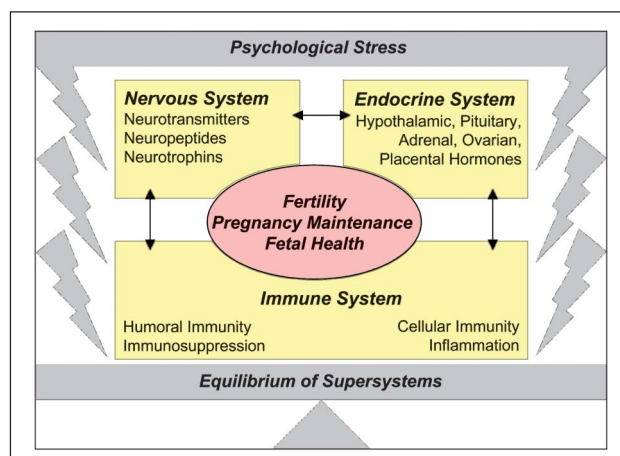 Psychological Stress
Nervous System
Neurotransmitters
Neuropeptides
Neurotrophins
Endocrine System
Hypothalamic, Pituitary,
Adrenal, Ovarian,
Placental Hormones
Fertility
Pregnancy Maintenance
Fetal Health
Immune System
Humoral Immunity
Immunosuppression
Cellular Immunity
Inflammation
Equilibrium of Supersystems